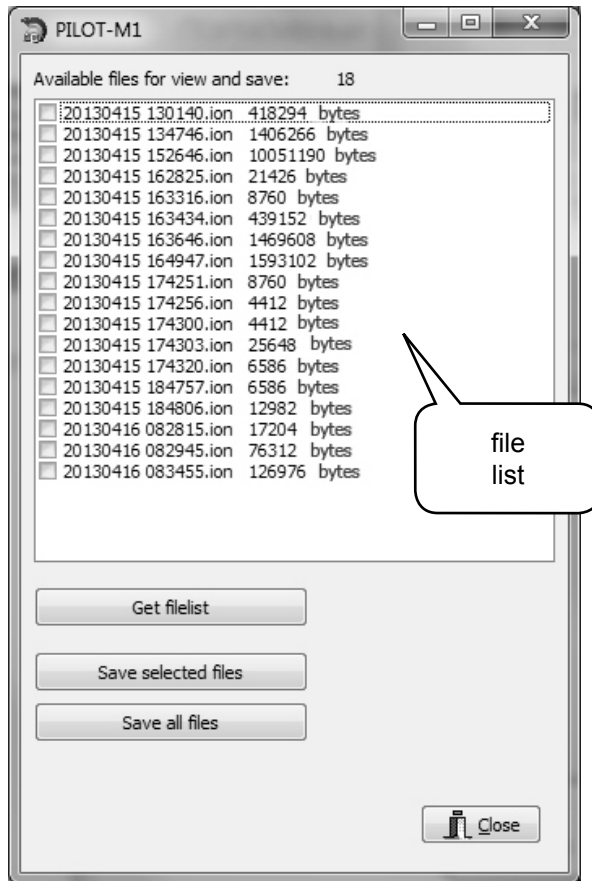 PILOT-M1
Available files for view and save: 18
20130415 130140.ion 418294 bytes
20130415 134746.ion 1406266 bytes
20130415 152646.ion 10051190 bytes
20130415 162825.ion 21426 bytes
20130415 163316.ion 8760 bytes
20130415 163434.ion 439152 bytes
20130415 163646.ion 1469608 bytes
20130415 164947.ion 1593102 bytes
20130415 174251.ion 8760 bytes
20130415 174256.ion 4412 bytes
20130415 174300.ion 4412 bytes
20130415 174303.ion 25648 bytes
20130415 174320.ion 6586 bytes
20130415 184757.ion 6586 bytes
20130415 184806.ion 12982 bytes
20130416 082815.ion 17204 bytes
20130416 082945.ion 76312 bytes
20130416 083455.ion 126976 bytes
file
list
Get filelist
Save selected files
Save all files
Close